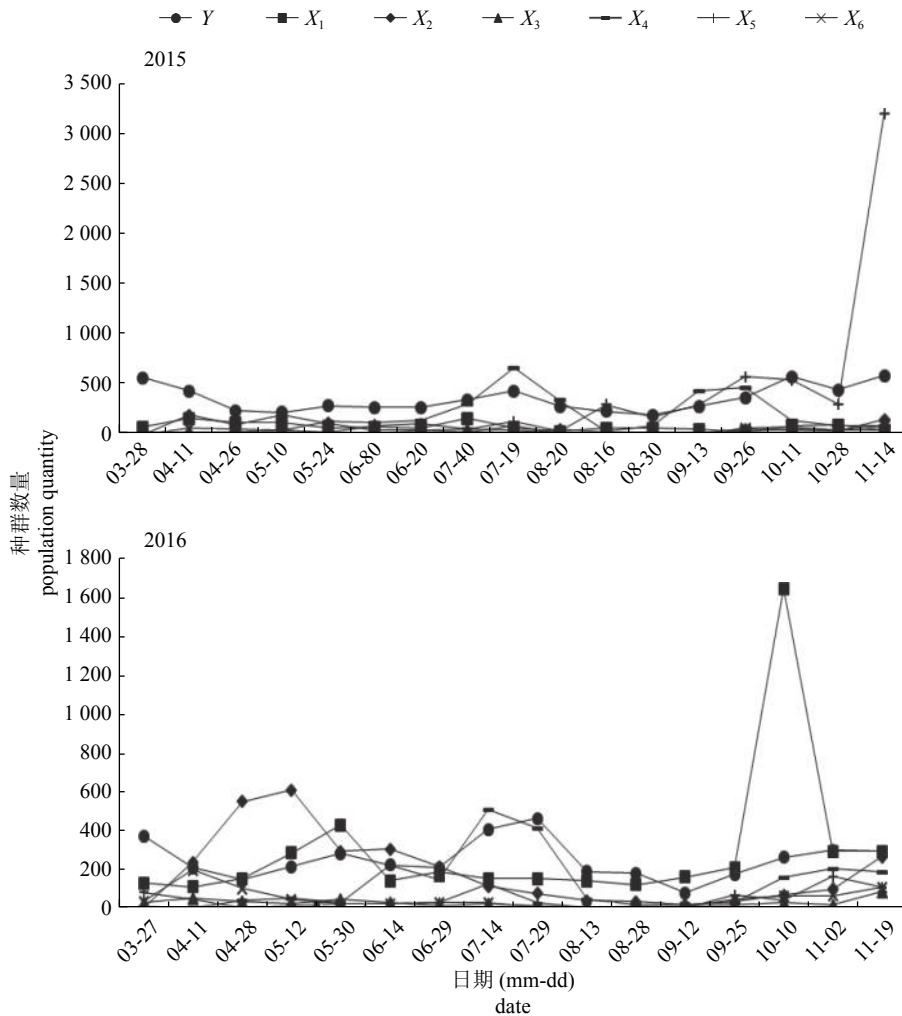 Y X₁ X₂ X₃ X₄ X₅ X₆
2015
3 500
3 000
2 500
2 000
1 500
1 000
500
0
03-28 04-11 04-26 05-10 05-24 06-80 06-20 07-40 07-19 08-20 08-16 08-30 09-13 09-26 10-11 10-28 11-14
种群数量
population quantity
2016
1 800
1 600
1 400
1 200
1 000
800
600
400
200
0
03-27 04-11 04-28 05-12 05-30 06-14 06-29 07-14 07-29 08-13 08-28 09-12 09-25 10-10 11-02 11-19
日期 (mm-dd)
date